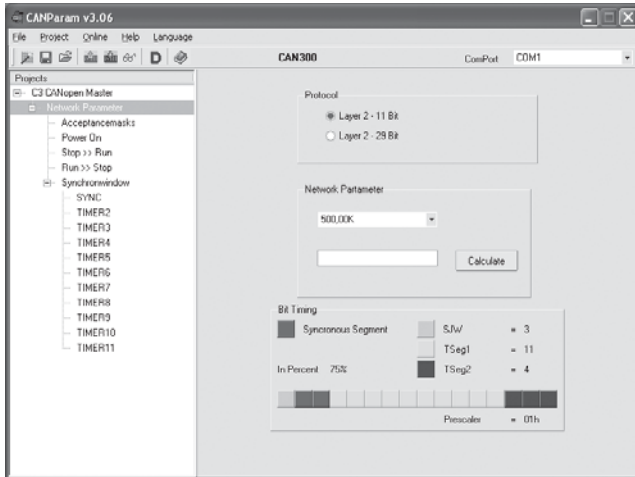 CANParam v3.06
File Project Online Help Language
D CAN300 ComPort COM1
Projects
C3 CANopen Master
Network Parameter
Acceptancemasks
Power On
Stop >> Run
Run >> Stop
Synchronwindow
SYNC
TIMER2
TIMER3
TIMER4
TIMER5
TIMER6
TIMER7
TIMER8
TIMER9
TIMER10
TIMER11
Protocol
Layer 2 - 11 Bit
Layer 2 - 29 Bit
Network Partameter
500,00K
Calculate
Bit Timing
Syncronous Segment SJW = 3
TSeg1 = 11
In Percent 75% TSeg2 = 4
Prescaler = 01h